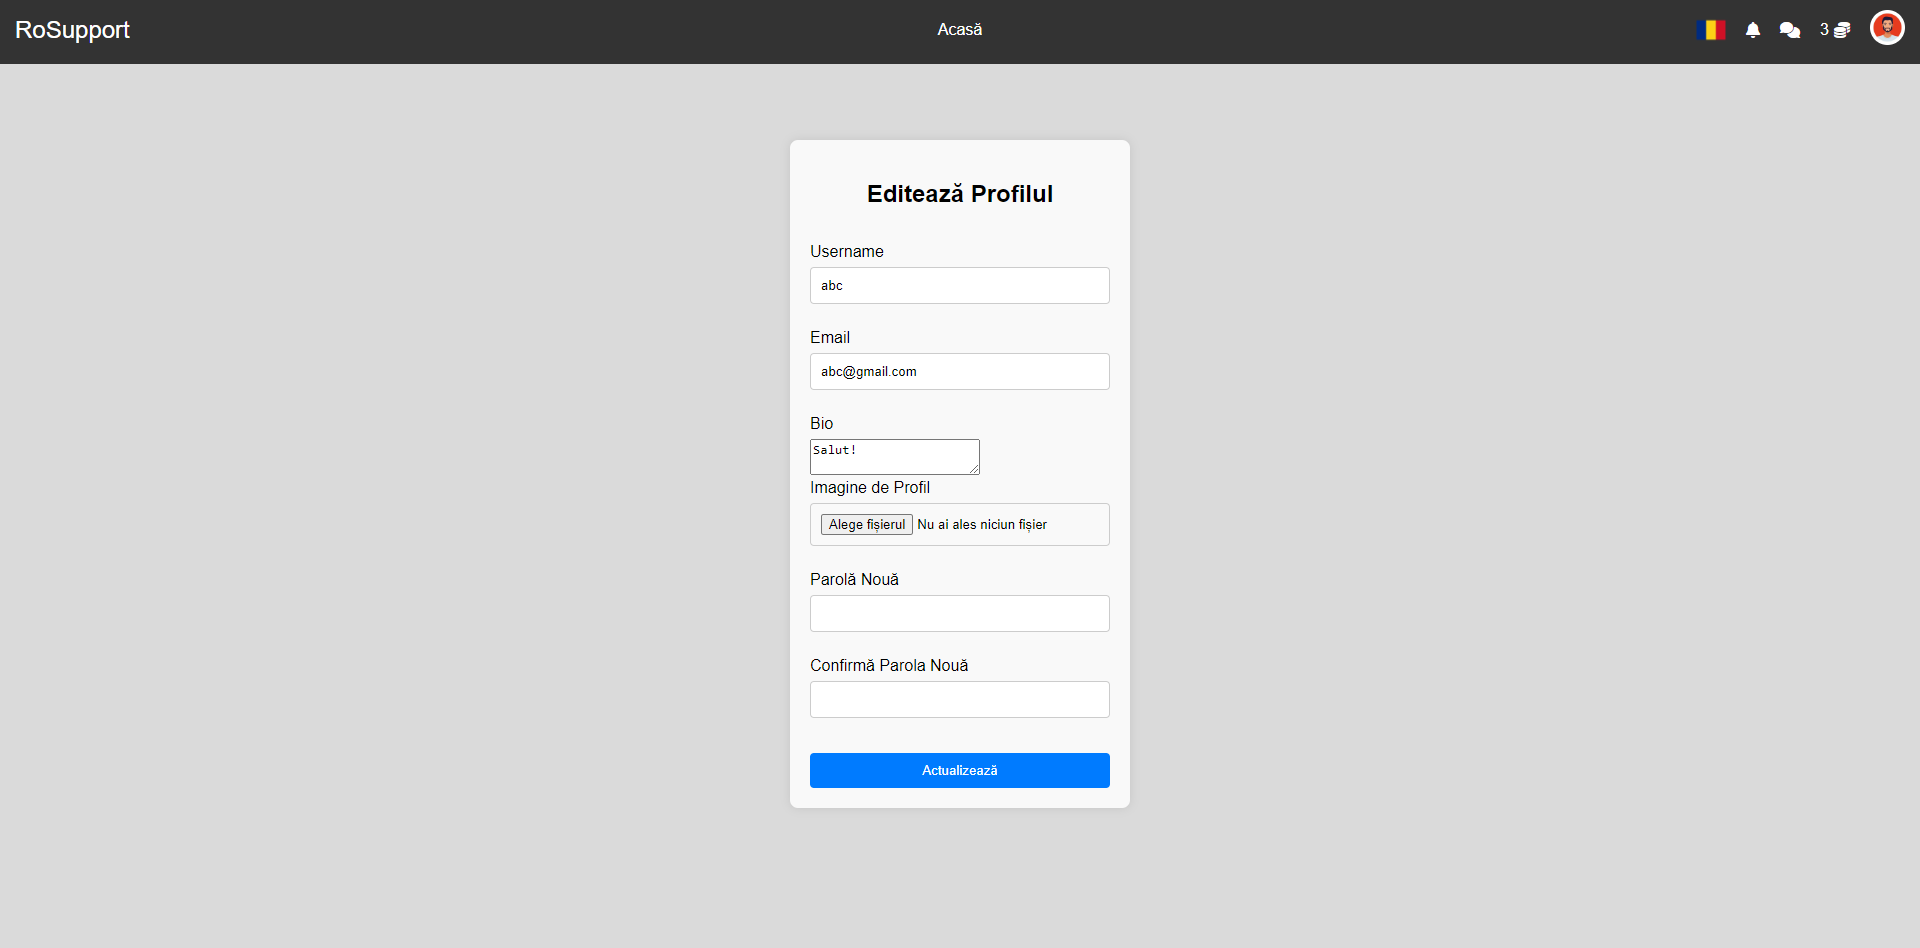 RoSupport
Acasă
3
Editează Profilul
Username
abc
Email
abc@gmail.com
Bio
Salut!
Imagine de Profil
Alege fișierul Nu ai ales niciun fișier
Parolă Nouă
Confirmă Parola Nouă
Actualizează